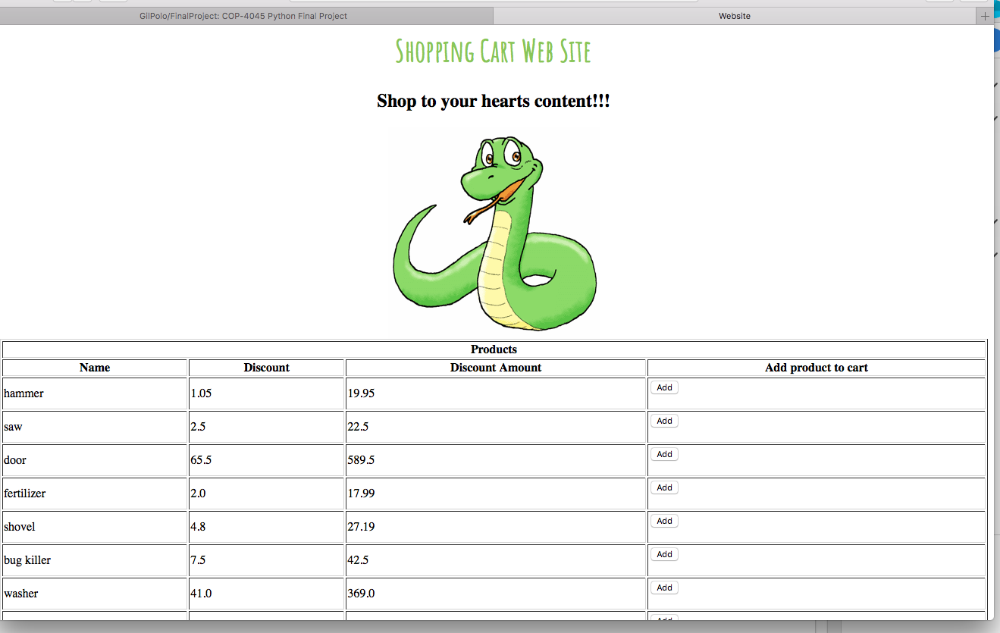 GilPolo/FinalProject: COP-4045 Python Final Project Website
Shopping Cart Web Site
Shop to your hearts content!!!
Products
Name Discount Discount Amount Add product to cart
hammer 1.05 19.95 Add
saw 2.5 22.5 Add
door 65.5 589.5 Add
fertilizer 2.0 17.99 Add
shovel 4.8 27.19 Add
bug killer 7.5 42.5 Add
washer 41.0 369.0 Add
Add